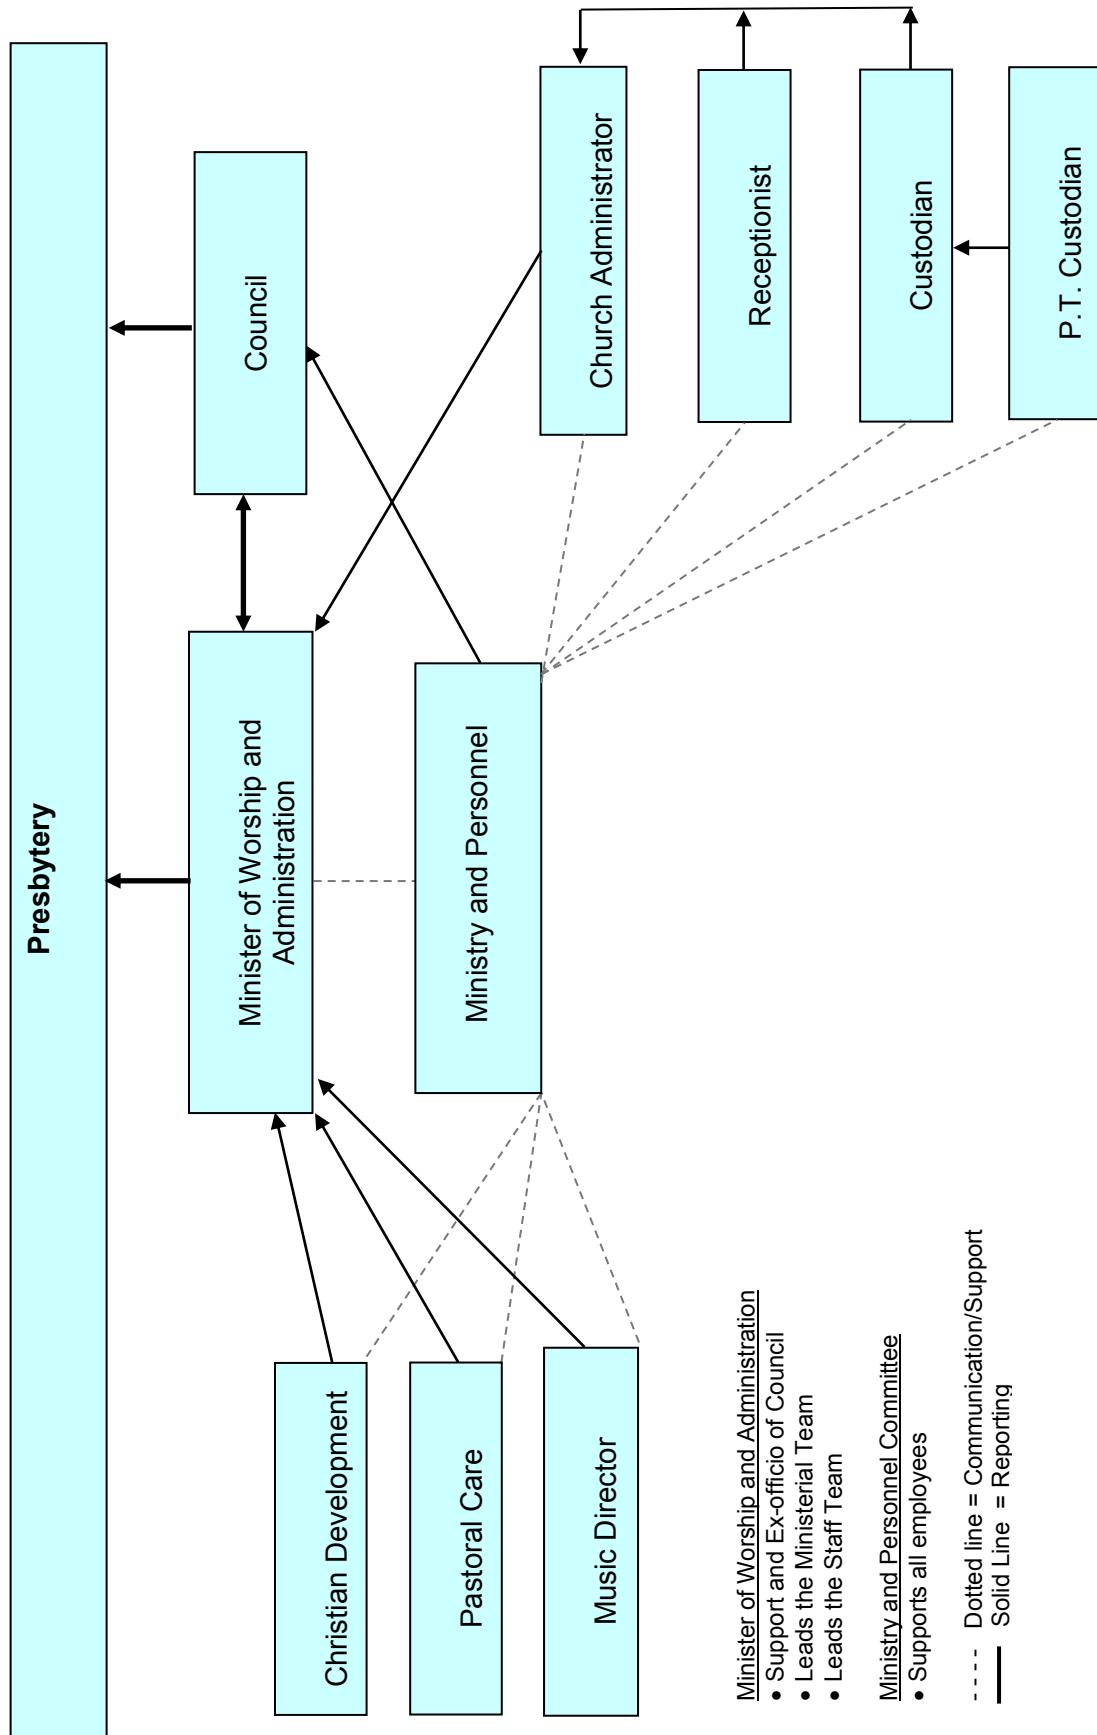 Presbytery
Minister of Worship and
Administration
Council
Ministry and Personnel
Christian Development
Pastoral Care
Music Director
Church Administrator
Receptionist
Custodian
P.T. Custodian
Minister of Worship and Administration
• Support and Ex-officio of Council
• Leads the Ministerial Team
• Leads the Staff Team
Ministry and Personnel Committee
• Supports all employees
Dotted line = Communication/Support
Solid Line = Reporting